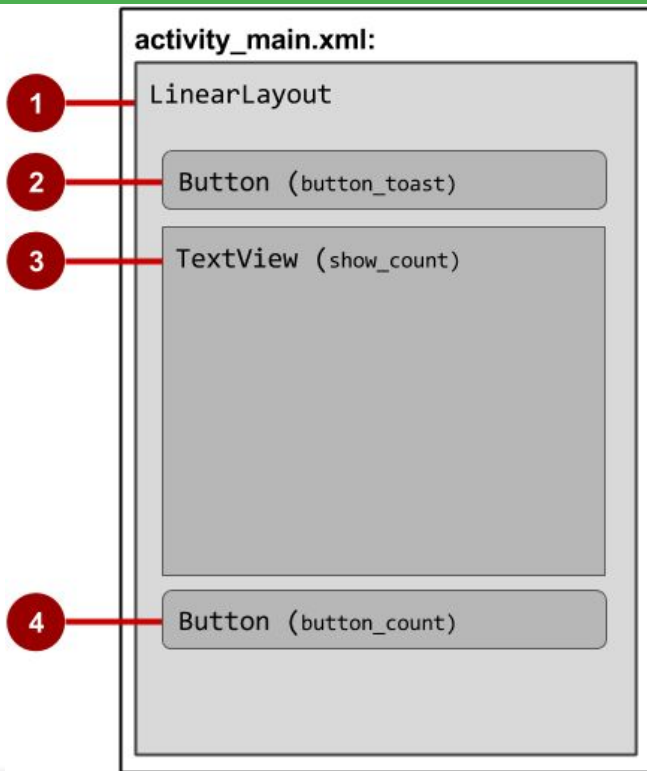 activity_main.xml:
1
LinearLayout
2
Button (button_toast)
3
TextView (show_count)
4
Button (button_count)